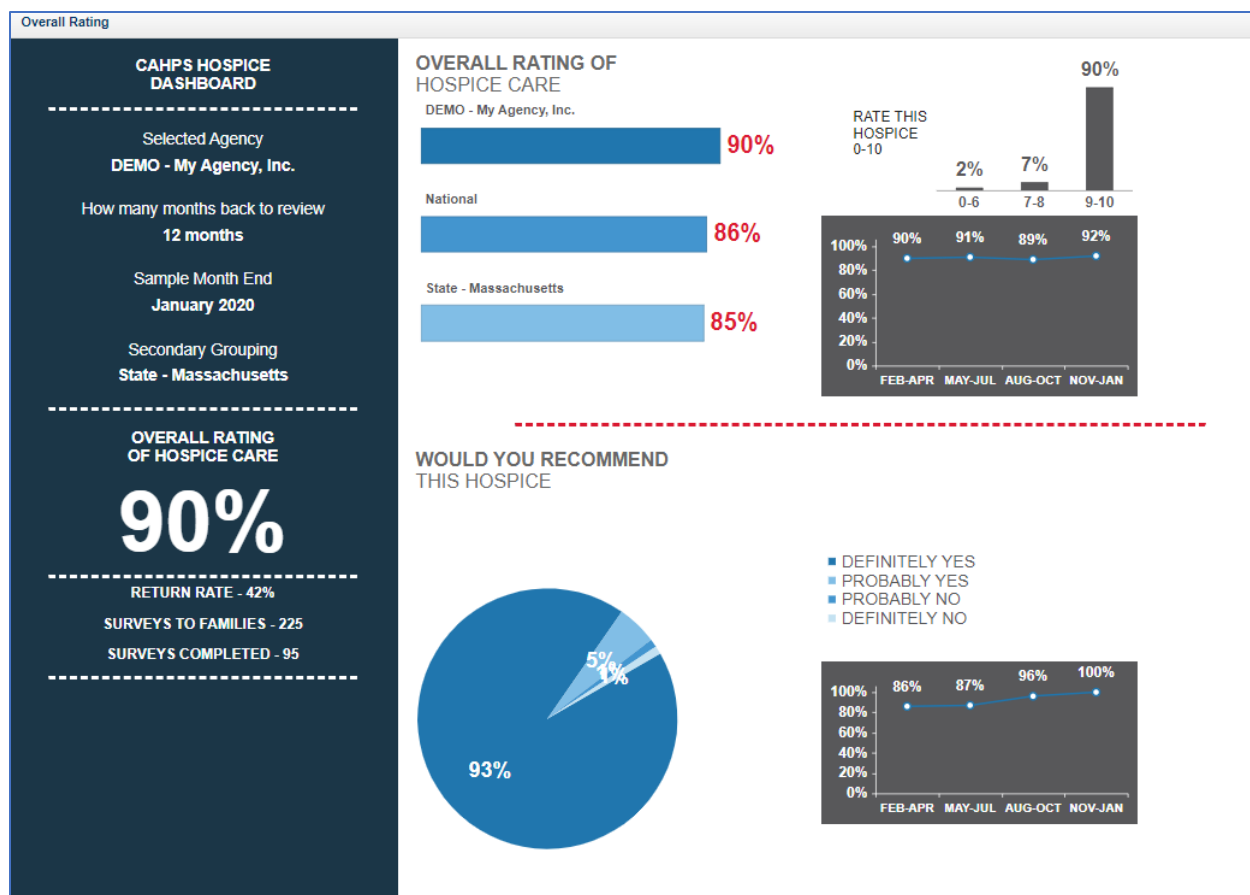 Overall Rating
CAHPS HOSPICE
DASHBOARD
Selected Agency
DEMO - My Agency, Inc.
How many months back to review
12 months
Sample Month End
January 2020
Secondary Grouping
State - Massachusetts
OVERALL RATING
OF HOSPICE CARE
90%
RETURN RATE - 42%
SURVEYS TO FAMILIES - 225
SURVEYS COMPLETED - 95
OVERALL RATING OF
HOSPICE CARE
DEMO - My Agency, Inc.
90%
National
86%
State - Massachusetts
85%
RATE THIS
HOSPICE
0-10
2% 7% 90%
0-6 7-8 9-10
90% 91% 89% 92%
100%
80%
60%
40%
20%
0%
FEB-APR MAY-JUL AUG-OCT NOV-JAN
WOULD YOU RECOMMEND
THIS HOSPICE
5%
1%
1%
93%
DEFINITELY YES
PROBABLY YES
PROBABLY NO
DEFINITELY NO
86% 87% 96% 100%
100%
80%
60%
40%
20%
0%
FEB-APR MAY-JUL AUG-OCT NOV-JAN